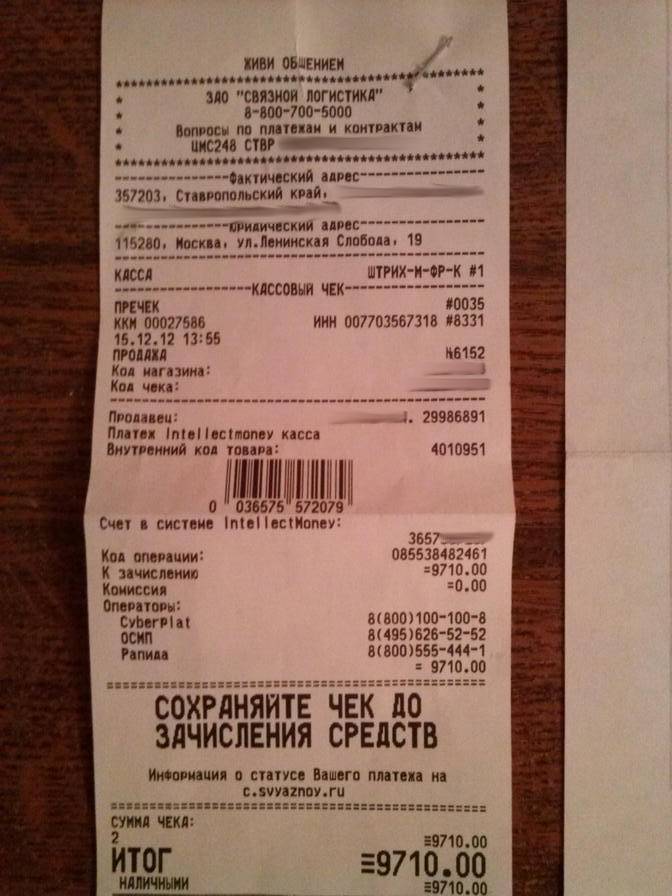 ЖИВИ ОБЩЕНИЕМ
****************************************
* ЗАО "СВЯЗНОЙ ЛОГИСТИКА" *
* 8-800-700-5000 *
* Вопросы по платежам и контрактам *
* ЦМС248 СТВР *
****************************************
Фактический адрес
357203, Ставропольский край,
Юридический адрес
115280, Москва, ул.Ленинская Слобода, 19
КАССА ШТРИХ-М-ФР-К #1
КАССОВЫЙ ЧЕК
ПРЕЧЕК #0035
ККМ 00027586 ИНН 007703567318 #8331
15.12.12 13:55
ПРОДАЖА №6152
Код магазина:
Код чека:
Продавец: . 29986891
Платеж Intellectmoney касса
Внутренний код товара: 4010951
0 036575 572079
Счет в системе IntellectMoney:
3657
Код операции: 085538482461
К зачислению =9710.00
Комиссия =0.00
Операторы:
CyberPlat 8(800)100-100-8
ОСМП 8(495)626-52-52
Рапида 8(800)555-444-1
= 9710.00
СОХРАНЯЙТЕ ЧЕК ДО
ЗАЧИСЛЕНИЯ СРЕДСТВ
Информация о статусе Вашего платежа на
c.svyaznoy.ru
СУММА ЧЕКА:
2 ≡9710.00
ИТОГ ≡9710.00
НАЛИЧНЫМИ ≡9710.00